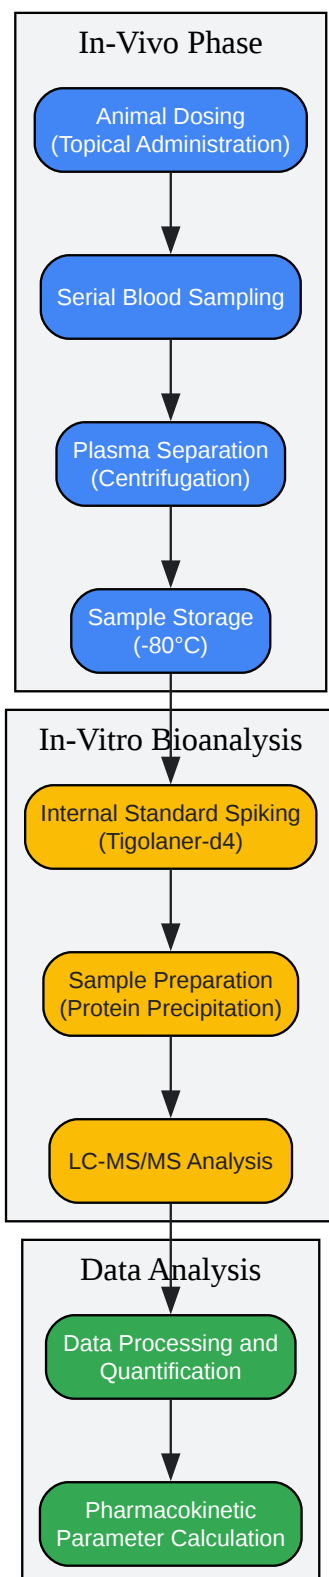 In-Vivo Phase
Animal Dosing
(Topical Administration)
Serial Blood Sampling
Plasma Separation
(Centrifugation)
Sample Storage
(-80°C)
In-Vitro Bioanalysis
Internal Standard Spiking
(Tigolaner-d4)
Sample Preparation
(Protein Precipitation)
LC-MS/MS Analysis
Data Analysis
Data Processing and
Quantification
Pharmacokinetic
Parameter Calculation